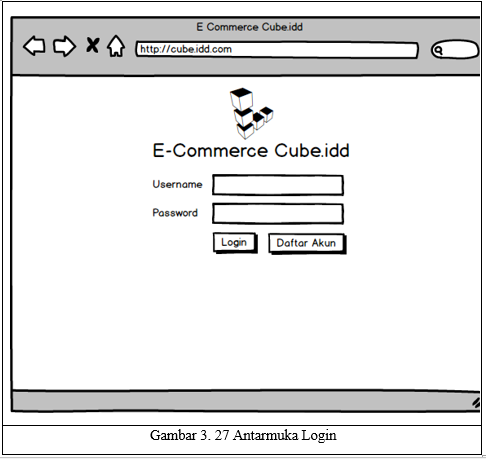 E Commerce Cube.idd
http://cube.idd.com
E-Commerce Cube.idd
Username
Password
Login Daftar Akun
Gambar 3. 27 Antarmuka Login